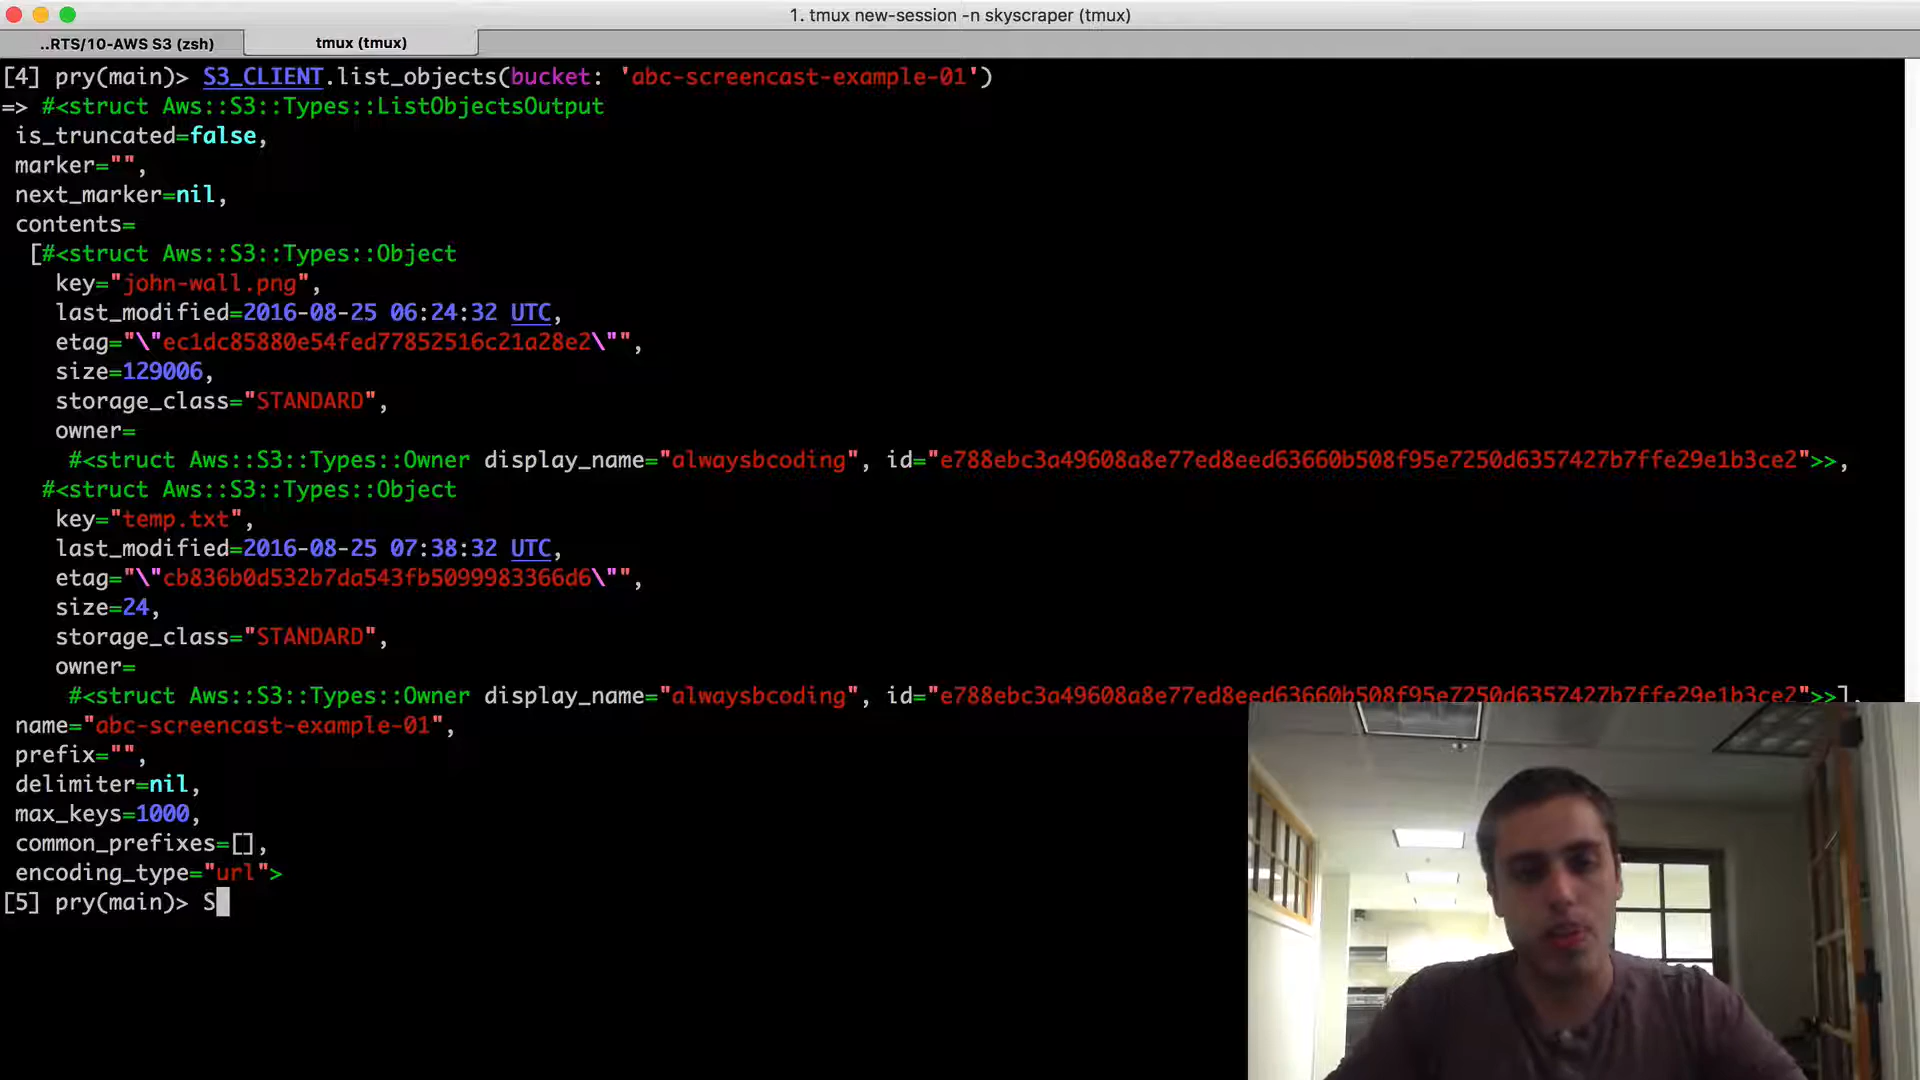 1. tmux new-session -n skyscraper (tmux)
..RTS/10-AWS S3 (zsh)
tmux (tmux)
[4] pry(main)> S3_CLIENT.list_objects(bucket: 'abc-screencast-example-01')
=> #<struct Aws::S3::Types::ListObjectsOutput
is_truncated=false,
marker="",
next_marker=nil,
contents=
[#<struct Aws::S3::Types::Object
key="john-wall.png",
last_modified=2016-08-25 06:24:32 UTC,
etag="\"ec1dc85880e54fed77852516c21a28e2\"",
size=129006,
storage_class="STANDARD",
owner=
#<struct Aws::S3::Types::Owner display_name="alwaysbcoding", id="e788ebc3a49608a8e77ed8eed63660b508f95e7250d6357427b7ffe29e1b3ce2">>,
#<struct Aws::S3::Types::Object
key="temp.txt",
last_modified=2016-08-25 07:38:32 UTC,
etag="\"cb836b0d532b7da543fb5099983366d6\"",
size=24,
storage_class="STANDARD",
owner=
#<struct Aws::S3::Types::Owner display_name="alwaysbcoding", id="e788ebc3a49608a8e77ed8eed63660b508f95e7250d6357427b7ffe29e1b3ce2">>],
name="abc-screencast-example-01",
prefix="",
delimiter=nil,
max_keys=1000,
common_prefixes=[],
encoding_type="url">
[5] pry(main)> S